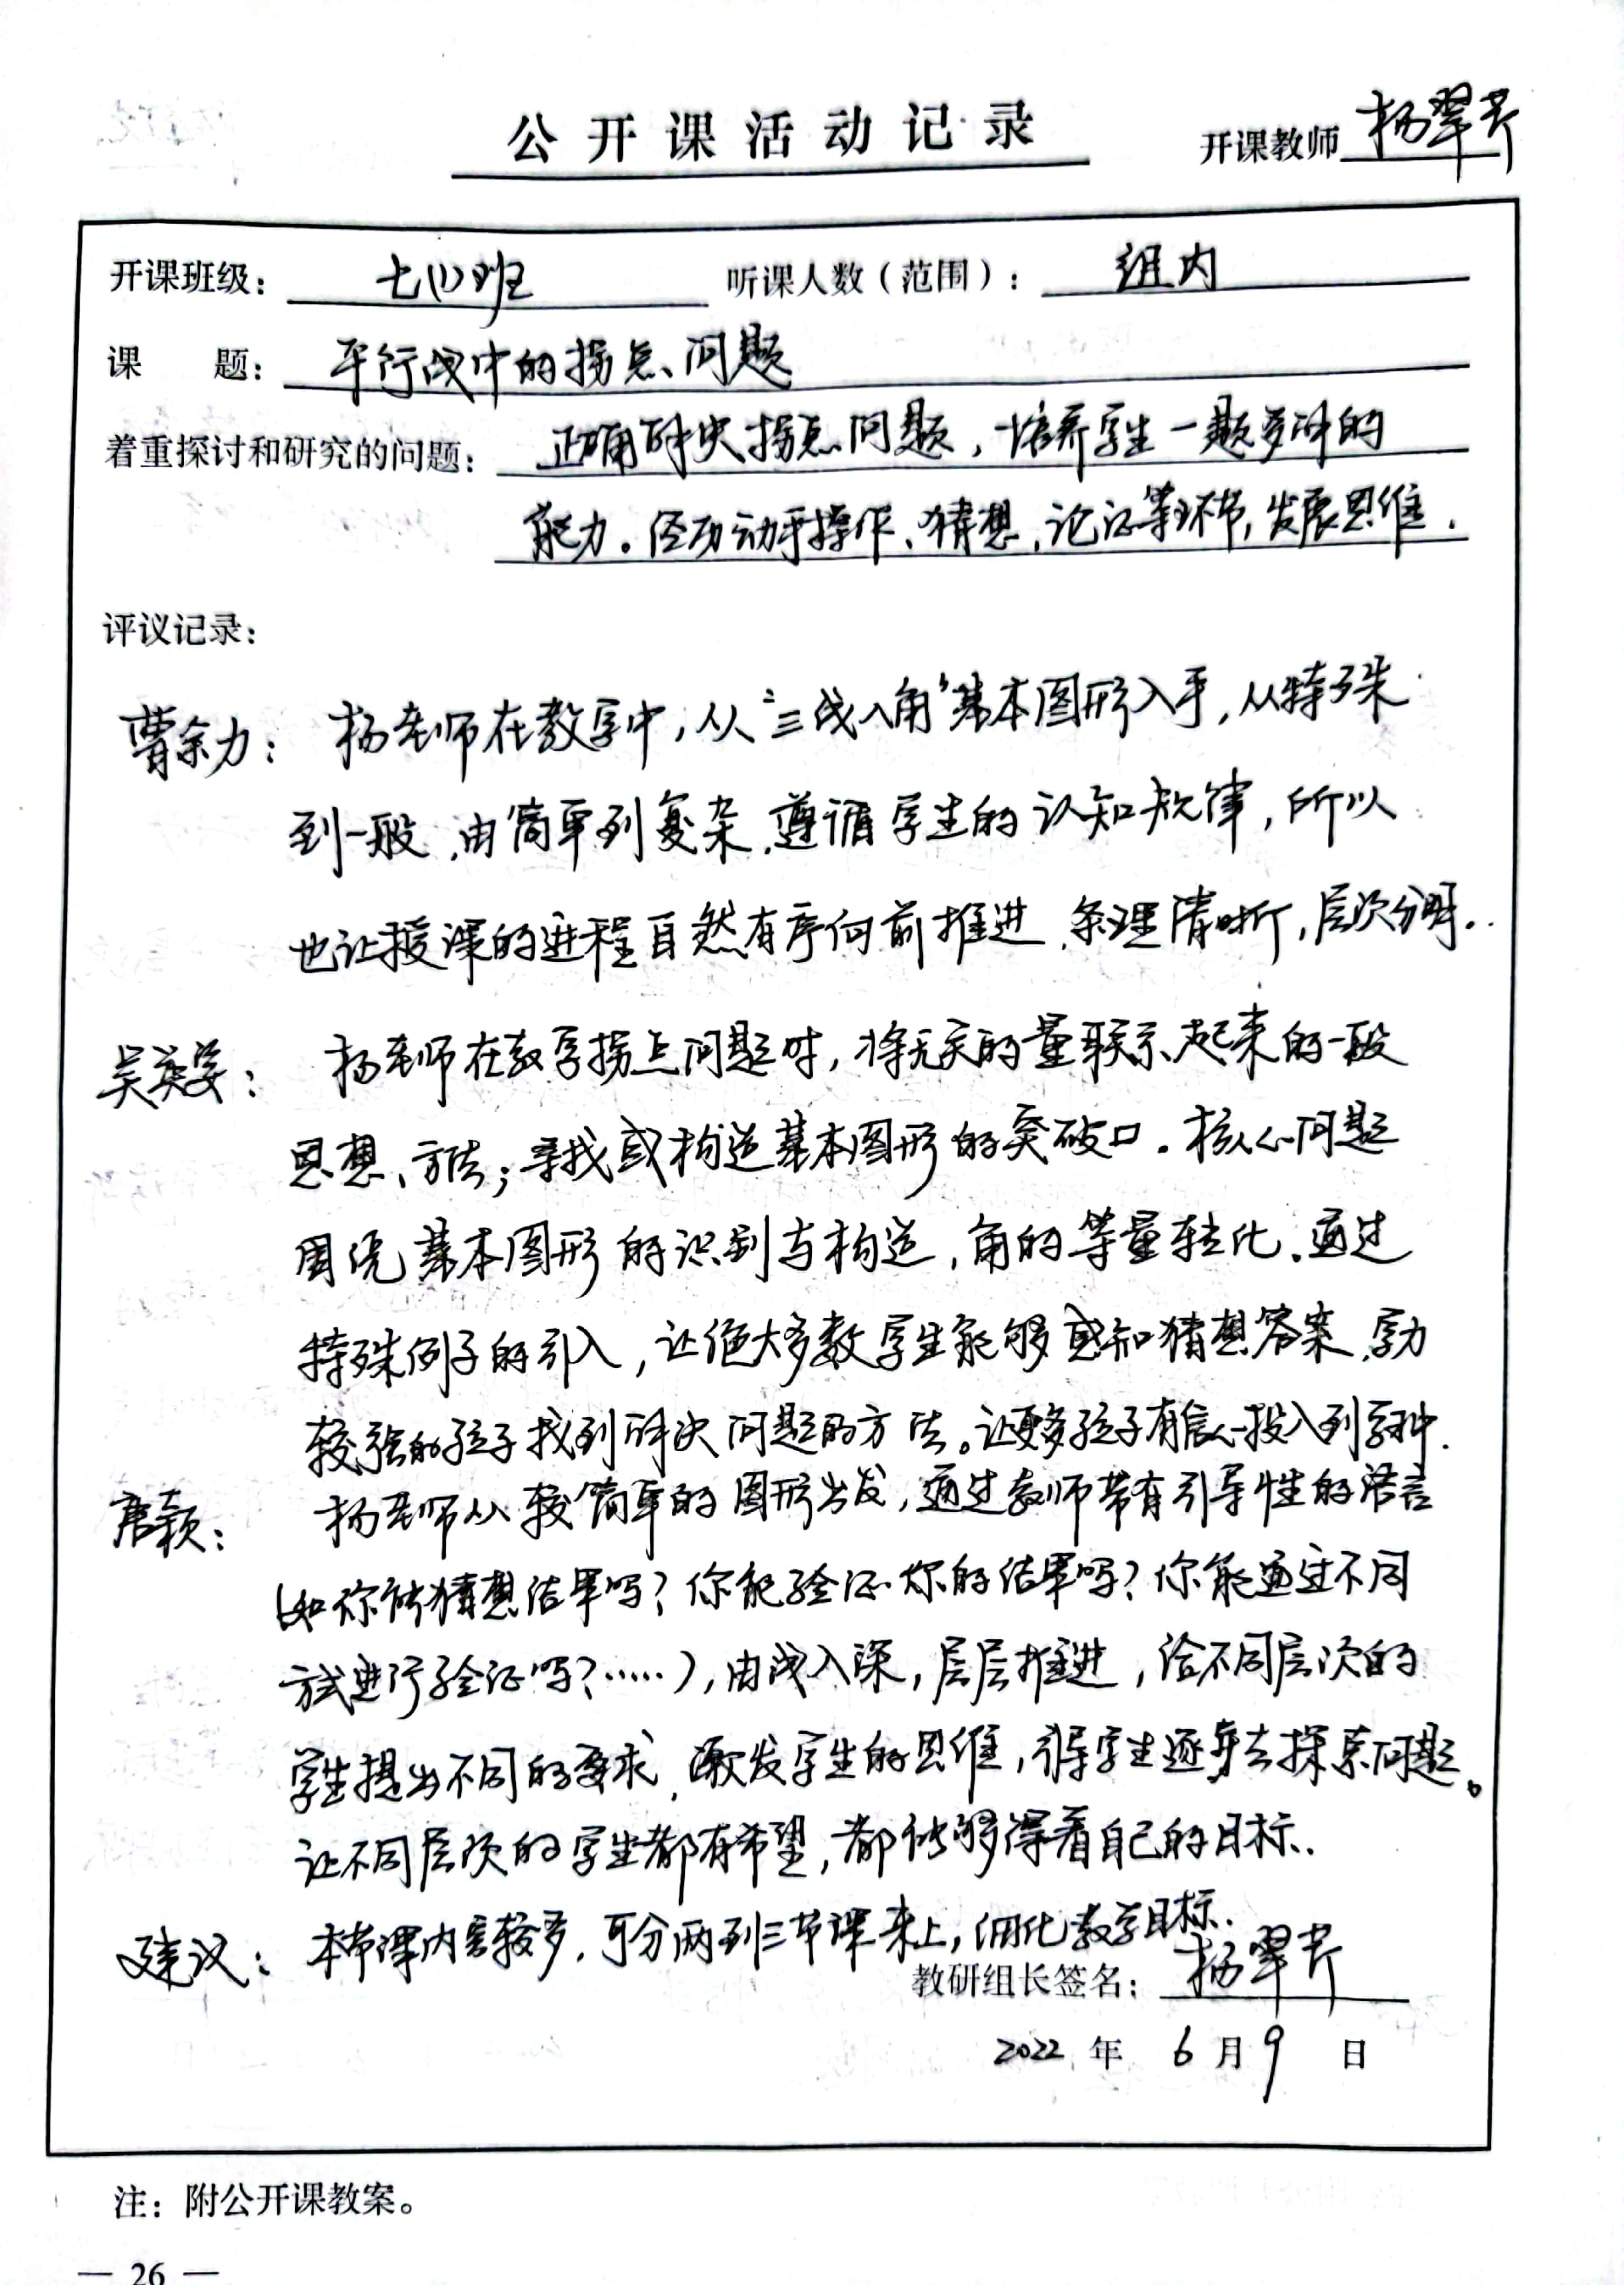 公开课活动记录
开课教师 杨翠芹
开课班级： 七(1)班 听课人数（范围）： 组内
课 题： 平行线中的拐点问题
着重探讨和研究的问题： 正确解决拐点问题，培养学生一题多解的
能力。经历动手操作、猜想、论证等环节，发展思维.
评议记录：
曹余力： 杨老师在教学中，从“三线八角”基本图形入手，从特殊
到一般，由简单到复杂，遵循学生的认知规律，所以
也让授课的进程自然有序向前推进，条理清晰，层次分明.
吴英姿： 杨老师在教学拐点问题时，将无关的量联系起来的一般
思想、方法；寻找或构造基本图形的突破口。核心问题
围绕基本图形的识别与构造，角的等量转化。通过
特殊例子的引入，让绝大多数学生能够感知猜想答案，学力
较强的孩子找到解决问题的方法。让更多孩子有信心投入到学科中.
唐颖： 杨老师从较简单的图形出发，通过教师带有引导性的语言
(如你能猜想结果吗？你能验证你的结果吗？你能通过不同
方式进行验证吗？……)，由浅入深，层层推进，给不同层次的
学生提出不同的要求，激发学生的思维，引导学生逐步去探索问题。
让不同层次的学生都有希望，都能够得着自己的目标.
建议： 本节课内容较多，可分两到三节课来上，细化教学目标.
教研组长签名： 杨翠芹
2022 年 6 月 9 日
注：附公开课教案。
— 26 —